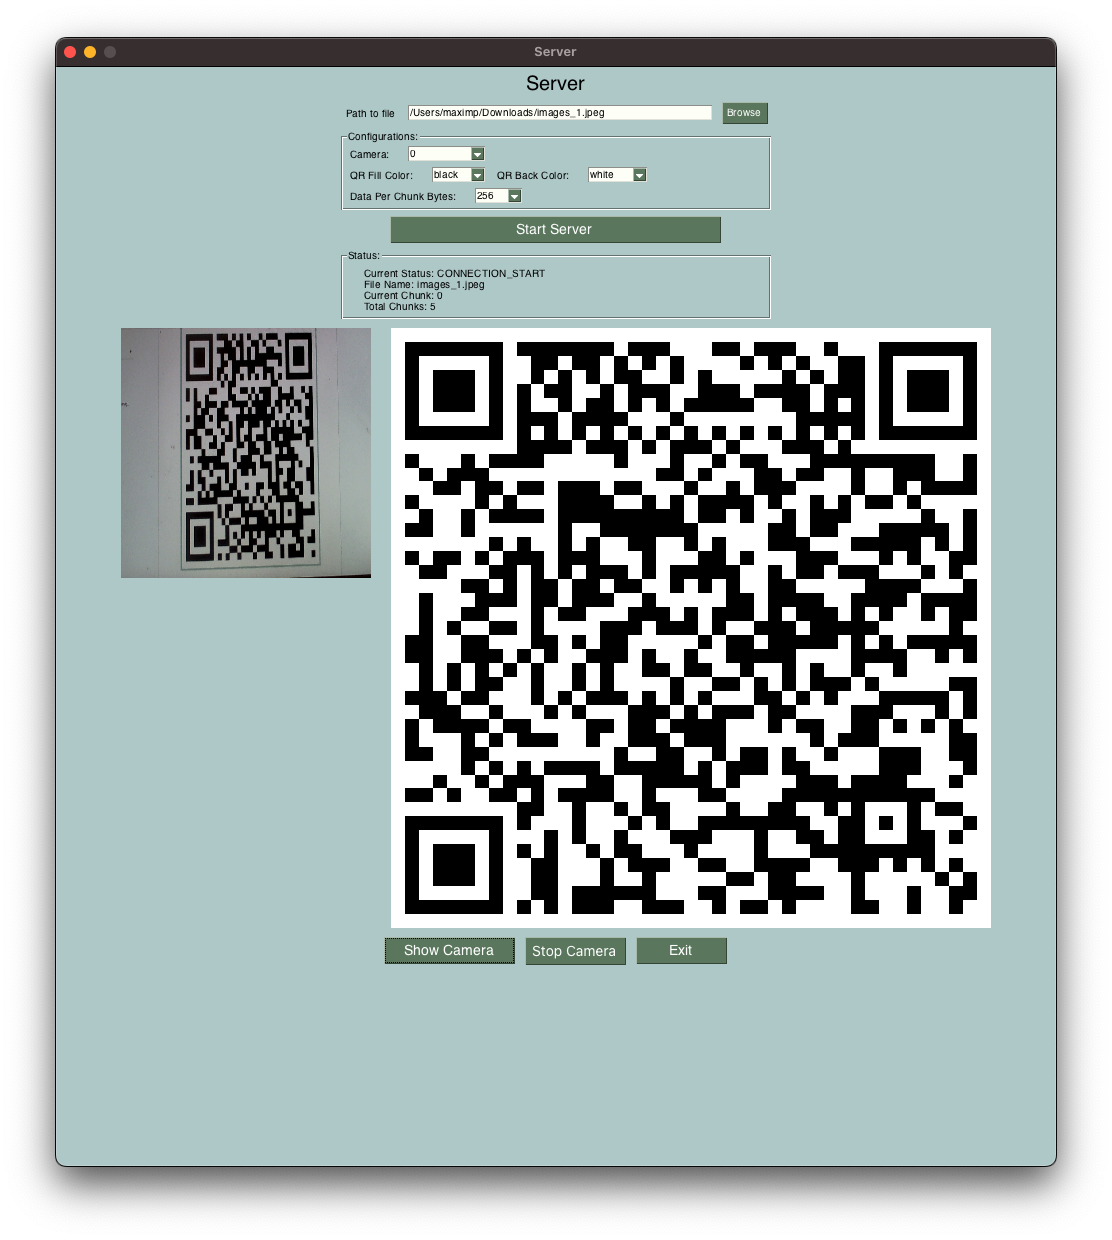 Server
Server
Path to file /Users/maximp/Downloads/images_1.jpeg Browse
Configurations:
Camera: 0
QR Fill Color: black QR Back Color: white
Data Per Chunk Bytes: 256
Start Server
Status:
Current Status: CONNECTION_START
File Name: images_1.jpeg
Current Chunk: 0
Total Chunks: 5
Show Camera Stop Camera Exit